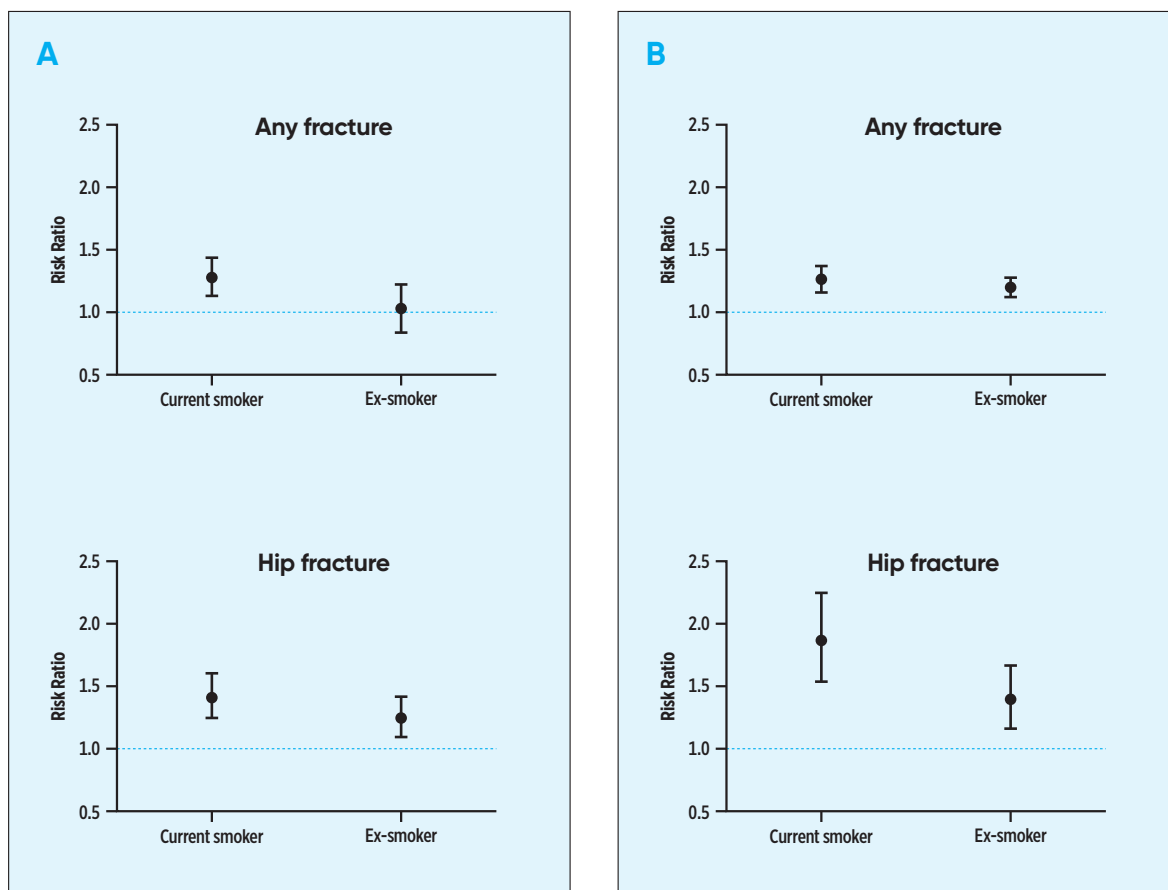 A
Any fracture
Risk Ratio
2.5
2.0
1.5
1.0
0.5
Current smoker
Ex-smoker
Hip fracture
Risk Ratio
2.5
2.0
1.5
1.0
0.5
Current smoker
Ex-smoker
B
Any fracture
Risk Ratio
2.5
2.0
1.5
1.0
0.5
Current smoker
Ex-smoker
Hip fracture
Risk Ratio
2.5
2.0
1.5
1.0
0.5
Current smoker
Ex-smoker